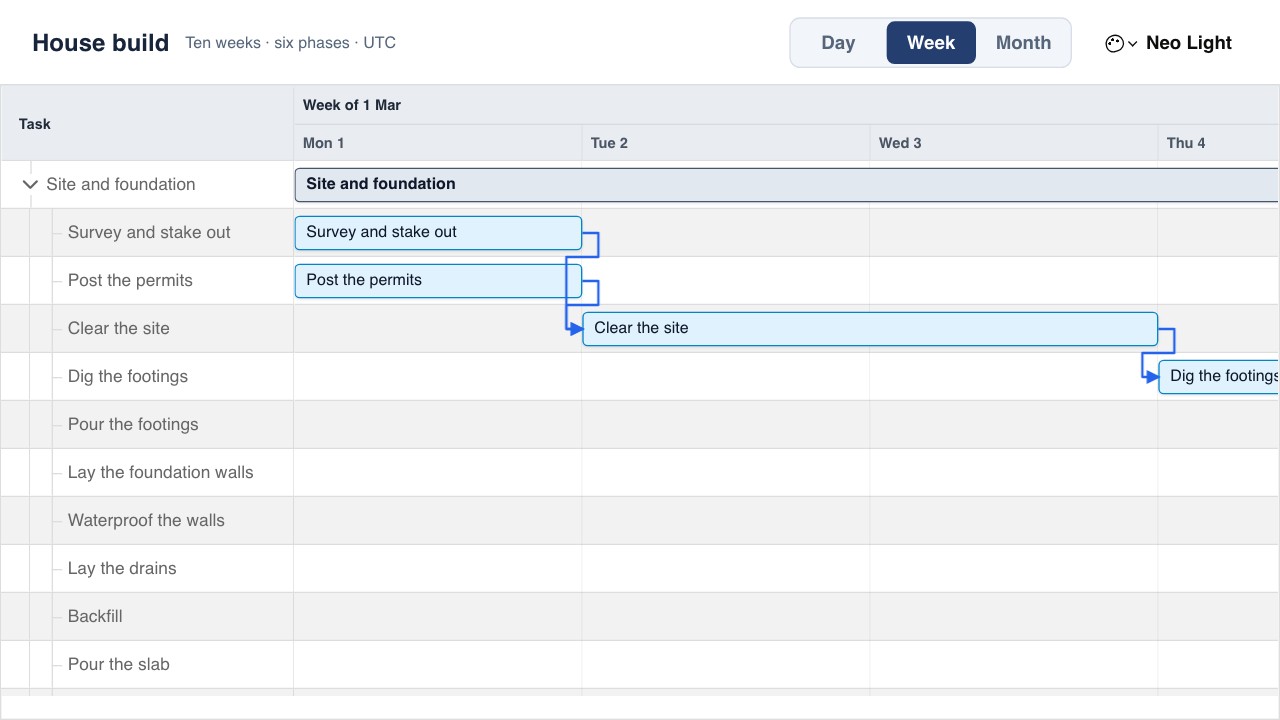 House build
Ten weeks · six phases · UTC
Day
Week
Month
Neo Light
Task
Week of 1 Mar
Mon 1
Tue 2
Wed 3
Thu 4
Site and foundation
Site and foundation
Survey and stake out
Survey and stake out
Post the permits
Post the permits
Clear the site
Clear the site
Dig the footings
Dig the footings
Pour the footings
Lay the foundation walls
Waterproof the walls
Lay the drains
Backfill
Pour the slab